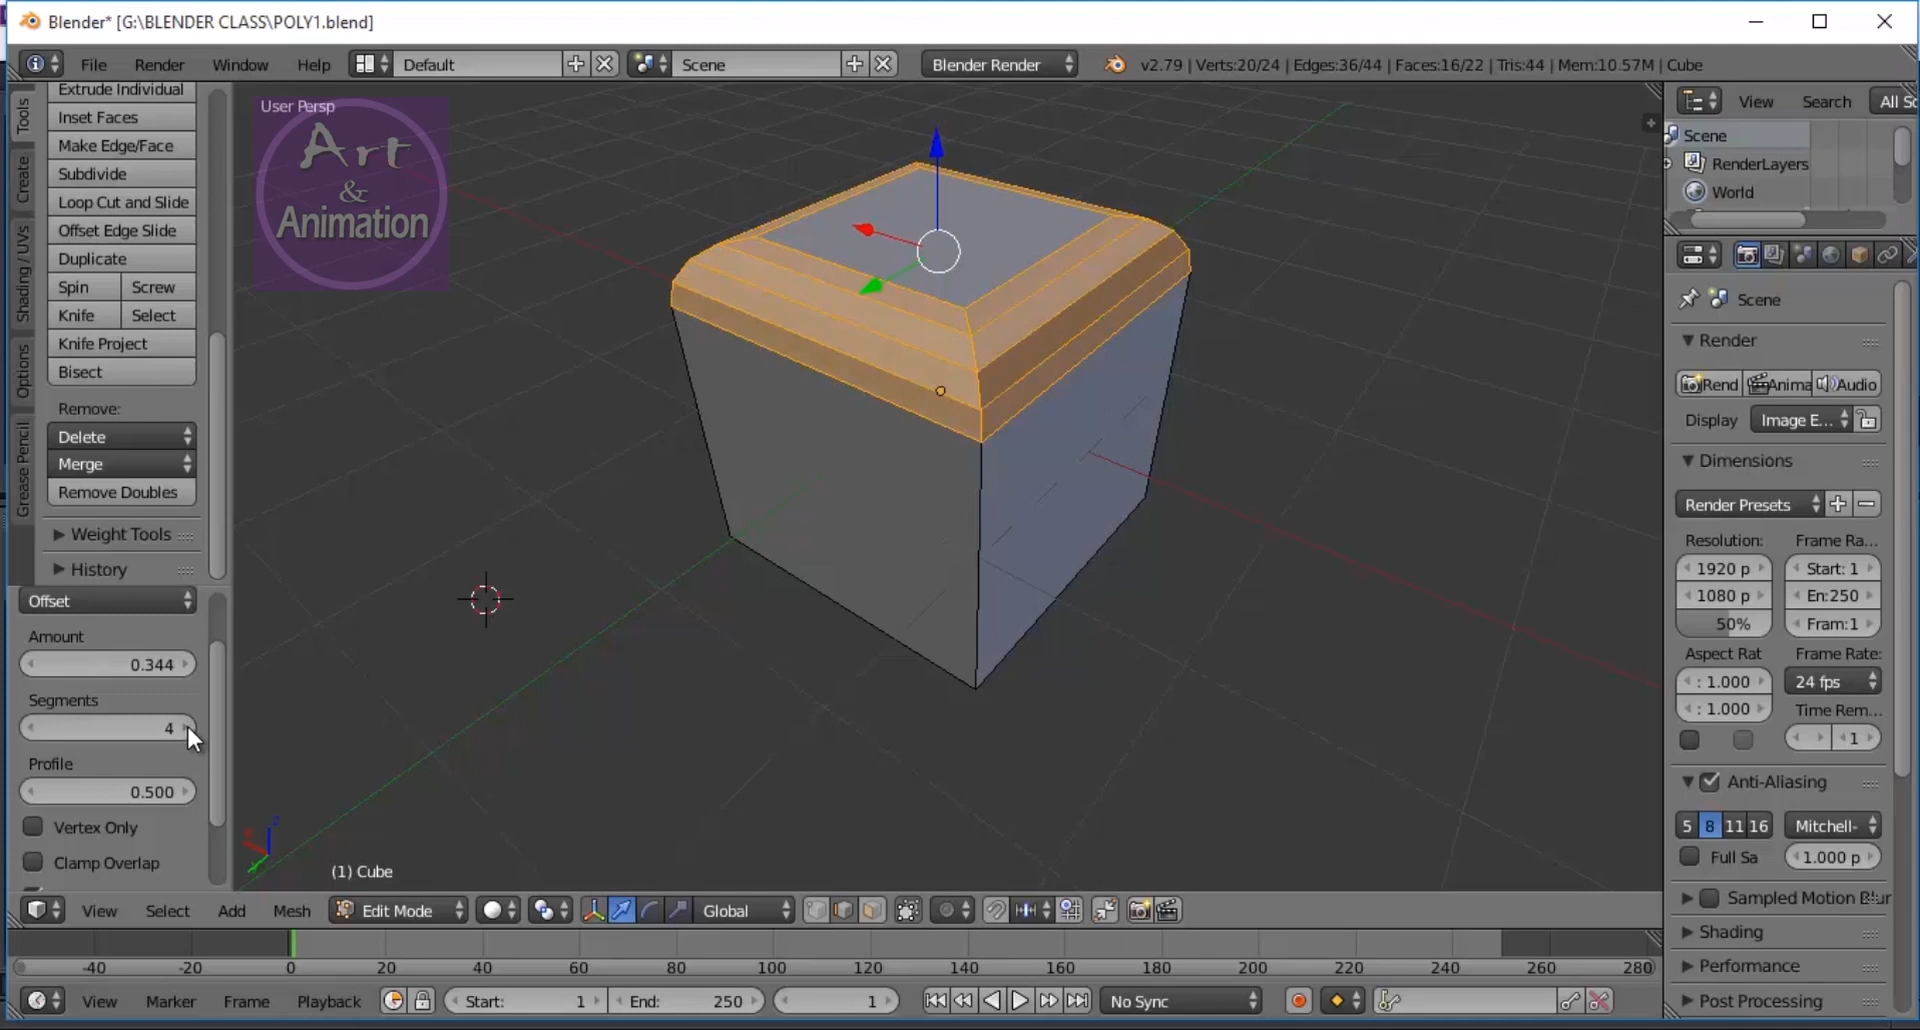 Blender* [G:\BLENDER CLASS\POLY1.blend]
File Render Window Help Default Scene Blender Render v2.79 | Verts:20/24 | Edges:36/44 | Faces:16/22 | Tris:44 | Mem:10.57M | Cube
Tools
Create
Shading / UVs
Options
Grease Pencil
Extrude Individual
Inset Faces
Make Edge/Face
Subdivide
Loop Cut and Slide
Offset Edge Slide
Duplicate
Spin Screw
Knife Select
Knife Project
Bisect
Remove:
Delete
Merge
Remove Doubles
Weight Tools
History
Offset
Amount
0.344
Segments
4
Profile
0.500
Vertex Only
Clamp Overlap
User Persp
Art
&
Animation
(1) Cube
View Search All Sc
Scene
RenderLayers
World
Scene
Render
Rend Anima Audio
Display Image E...
Dimensions
Render Presets
Resolution: Frame Ra...
1920 p Start: 1
1080 p En:250
50% Fram:1
Aspect Rat Frame Rate:
: 1.000 24 fps
: 1.000 Time Rem...
1
Anti-Aliasing
5 8 11 16 Mitchell-
Full Sa 1.000 p
Sampled Motion Blur
Shading
Performance
Post Processing
View Select Add Mesh Edit Mode Global
-40 -20 0 20 40 60 80 100 120 140 160 180 200 220 240 260 280
View Marker Frame Playback Start: 1 End: 250 1 No Sync